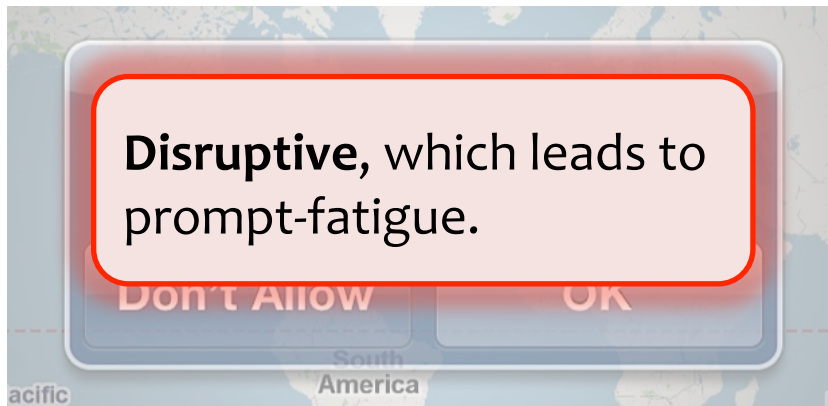 Disruptive, which leads to
prompt-fatigue.
Don't Allow
OK
South
America
acific